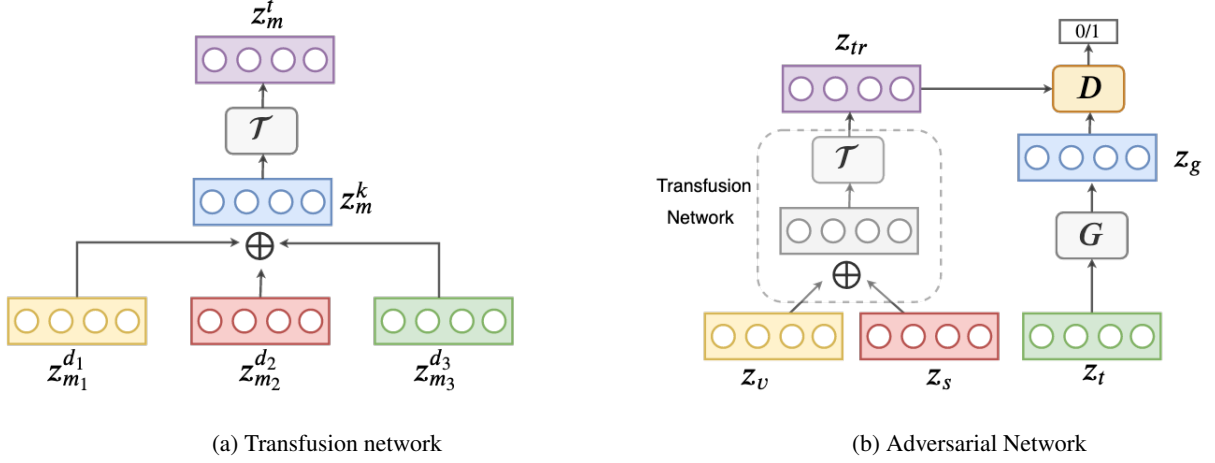 z_m^t
𝒯
z_m^k
⊕
z_{m_1}^{d_1} z_{m_2}^{d_2} z_{m_3}^{d_3}
(a) Transfusion network
0/1
z_{tr}
D
𝒯
Transfusion
Network
z_g
G
⊕
z_v z_s z_t
(b) Adversarial Network